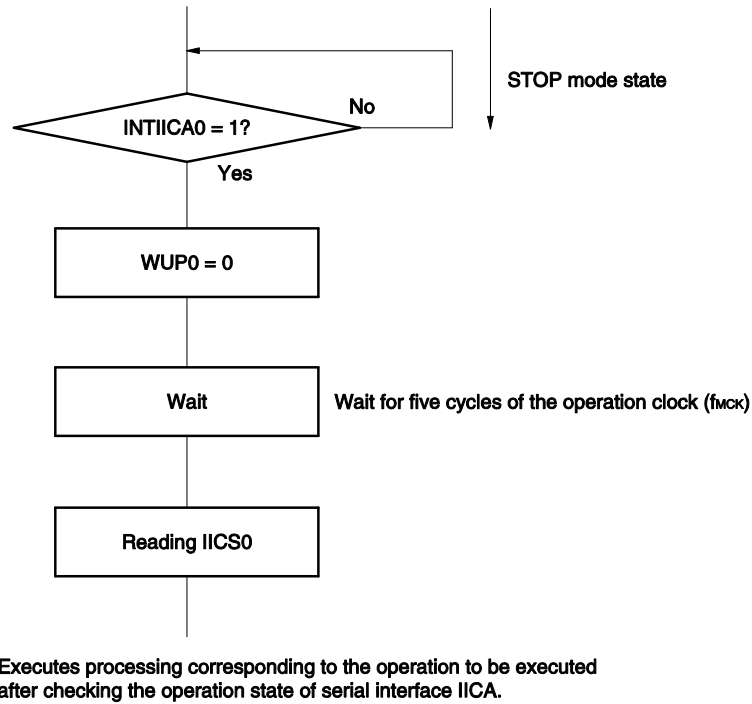 STOP mode state
No
INTIICA0 = 1?
Yes
WUP0 = 0
Wait
Wait for five cycles of the operation clock (fMCK)
Reading IICS0
Executes processing corresponding to the operation to be executed
after checking the operation state of serial interface IICA.